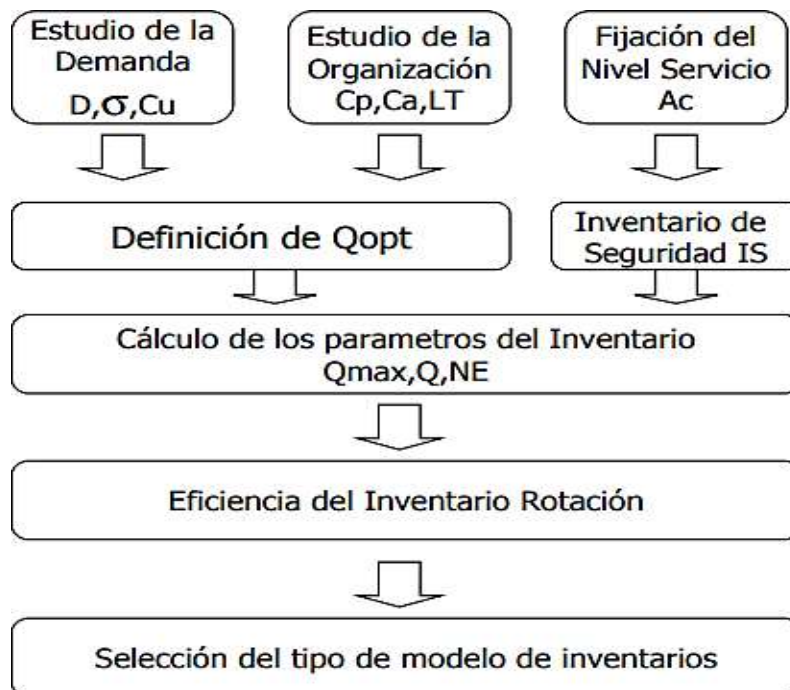 Estudio de la
Demanda
D,σ,Cu
Estudio de la
Organización
Cp,Ca,LT
Fijación del
Nivel Servicio
Ac
Definición de Qopt
Inventario de
Seguridad IS
Cálculo de los parametros del Inventario
Qmax,Q,NE
Eficiencia del Inventario Rotación
Selección del tipo de modelo de inventarios